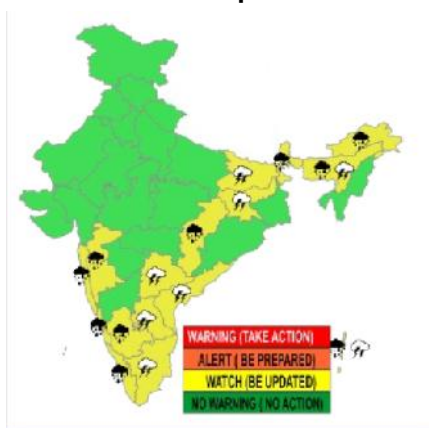 WARNING (TAKE ACTION)
ALERT ( BE PREPARED)
WATCH (BE UPDATED)
NO WARNING ( NO ACTION)